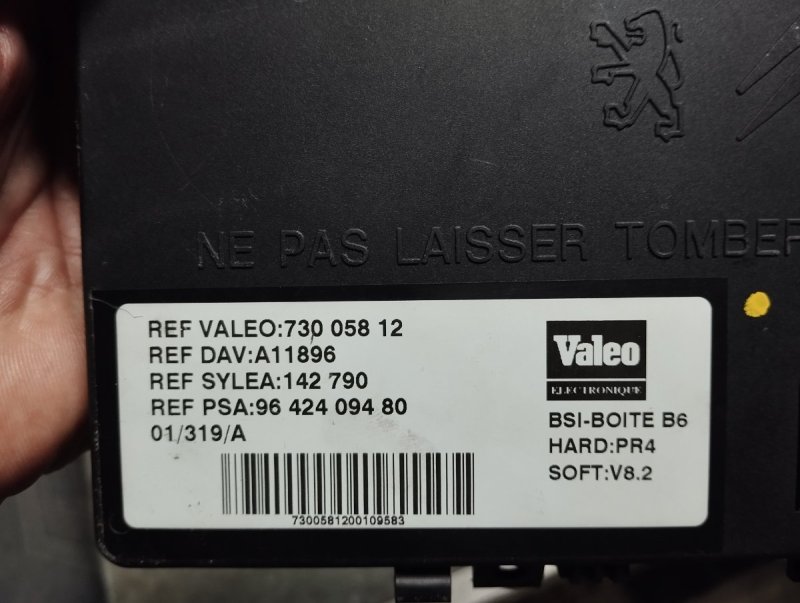 NE PAS LAISSER TOMBER
REF VALEO:730 058 12
REF DAV:A11896
REF SYLEA:142 790
REF PSA:96 424 094 80
01/319/A
7300581200109583
Valeo
ELECTRONIQUE
BSI-BOITE B6
HARD:PR4
SOFT:V8.2